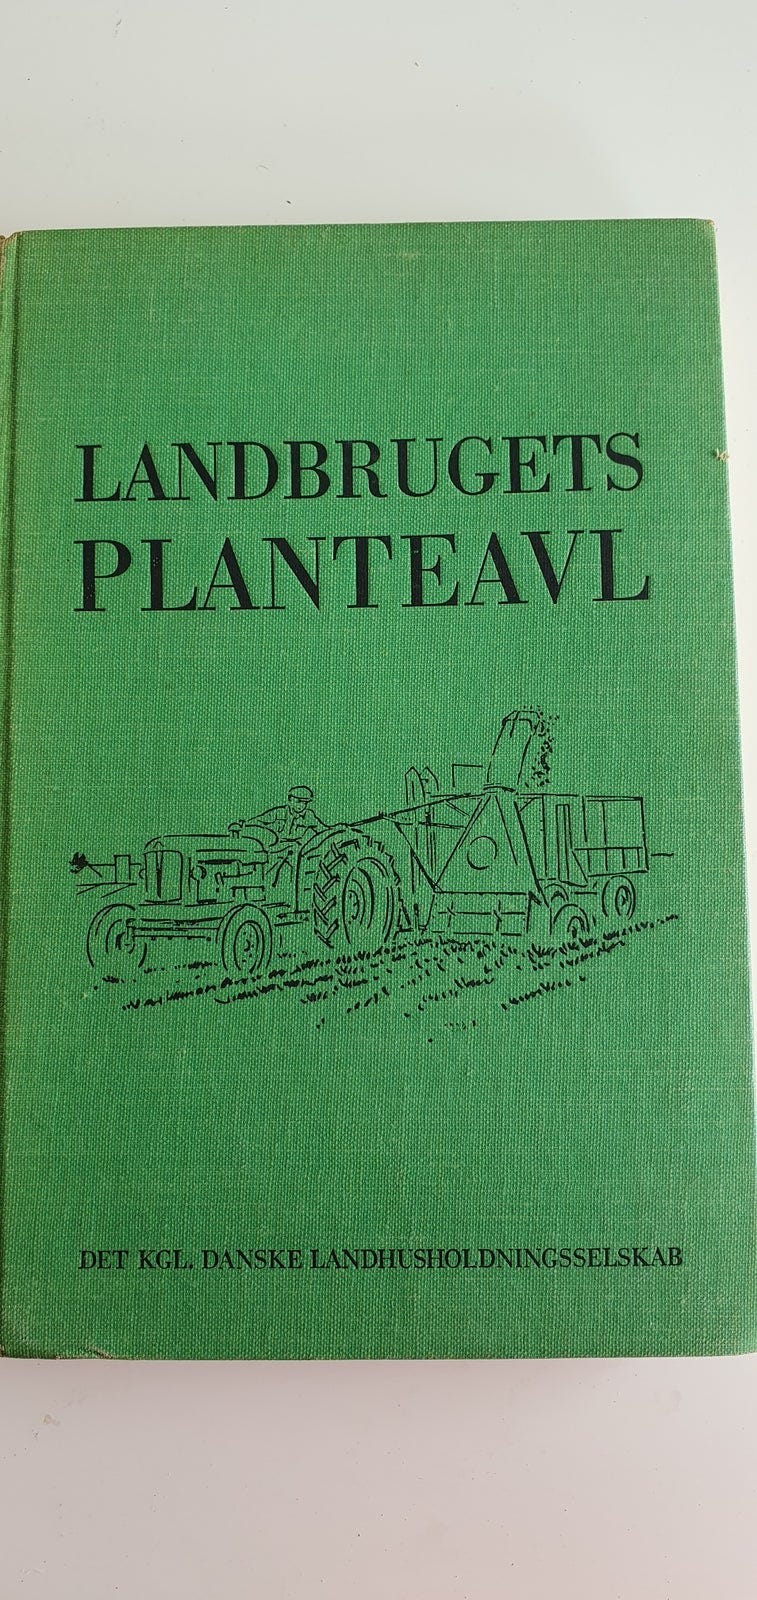 LANDBRUGETS
PLANTEAVL
DET KGL. DANSKE LANDHUSHOLDNINGSSELSKAB